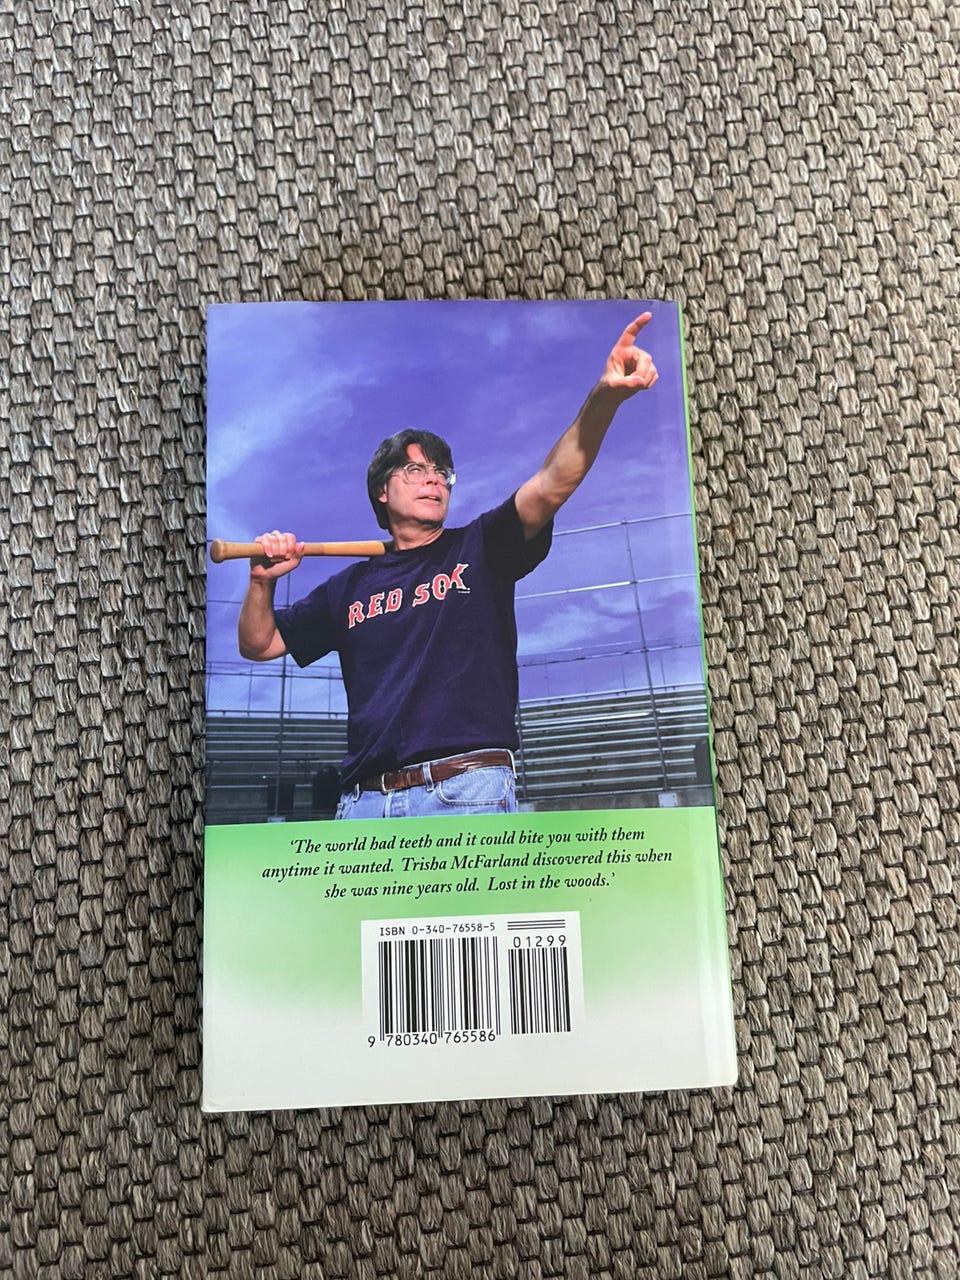 RED SOX
'The world had teeth and it could bite you with them
anytime it wanted. Trisha McFarland discovered this when
she was nine years old. Lost in the woods.'
ISBN 0-340-76558-5
01299
9 780340 765586